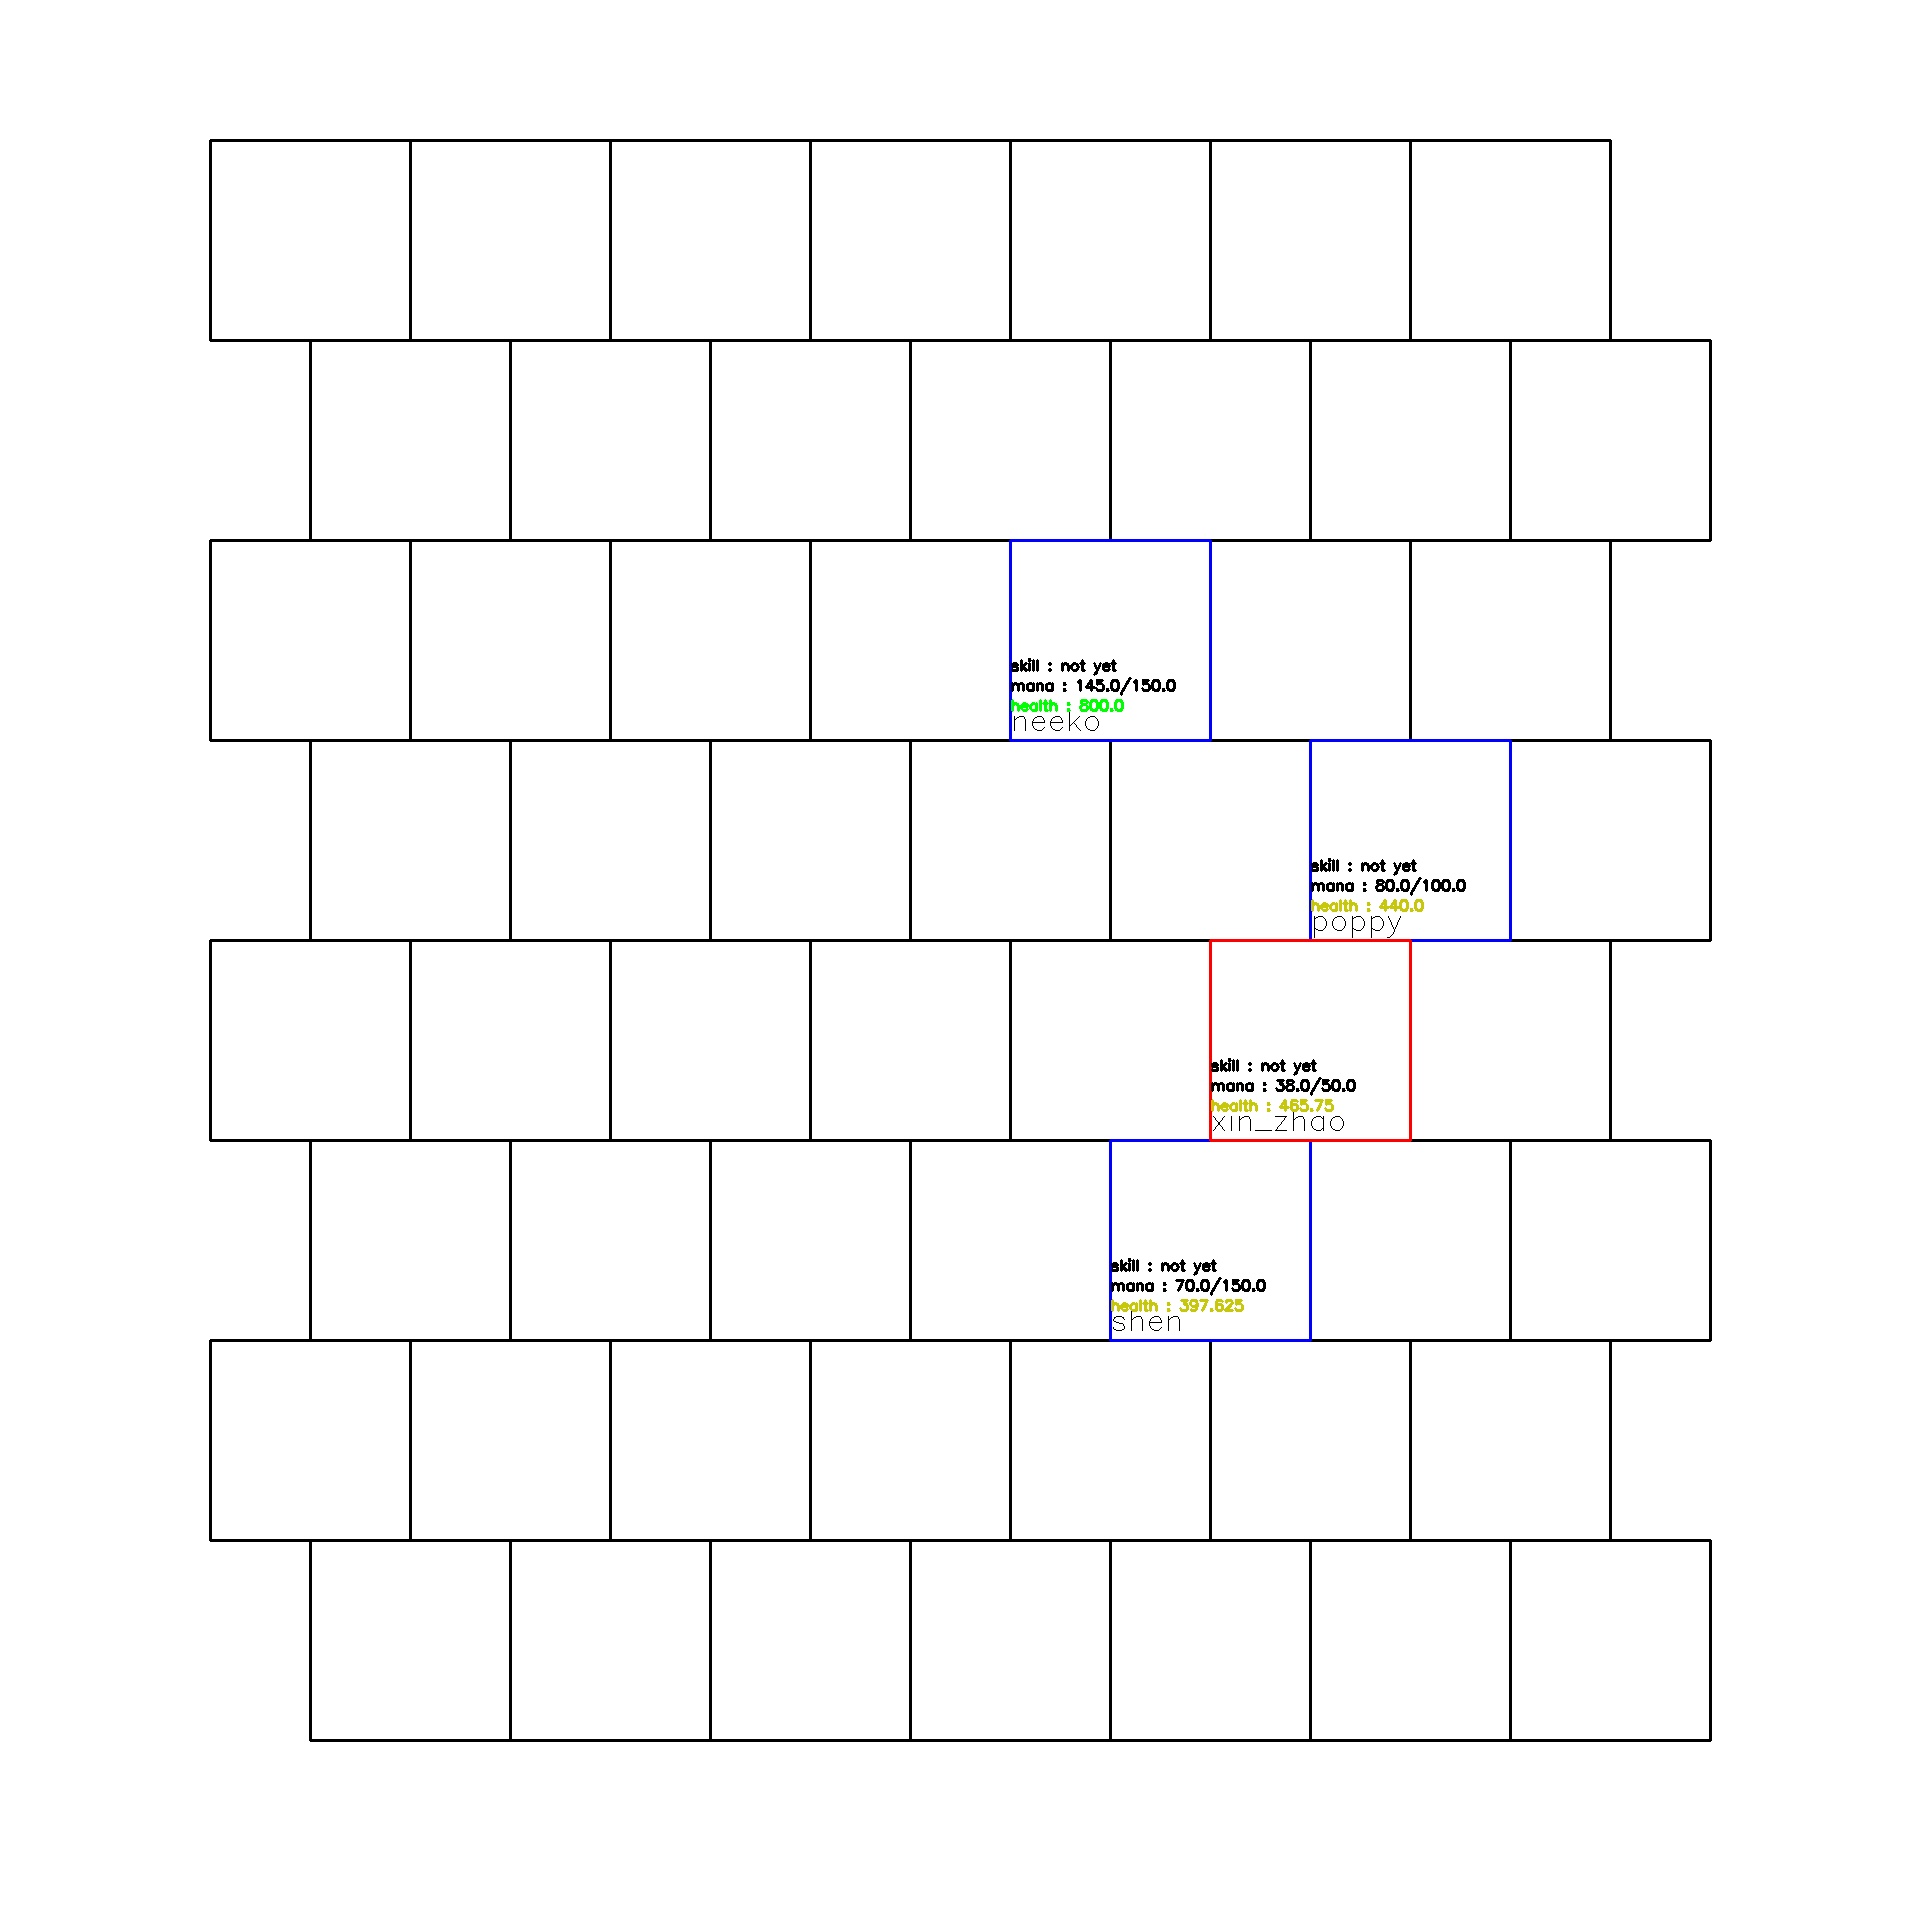 skill : not yet
mana : 145.0/150.0
health : 800.0
neeko
skill : not yet
mana : 80.0/100.0
health : 440.0
poppy
skill : not yet
mana : 38.0/50.0
health : 465.75
xin_zhao
skill : not yet
mana : 70.0/150.0
health : 397.625
shen